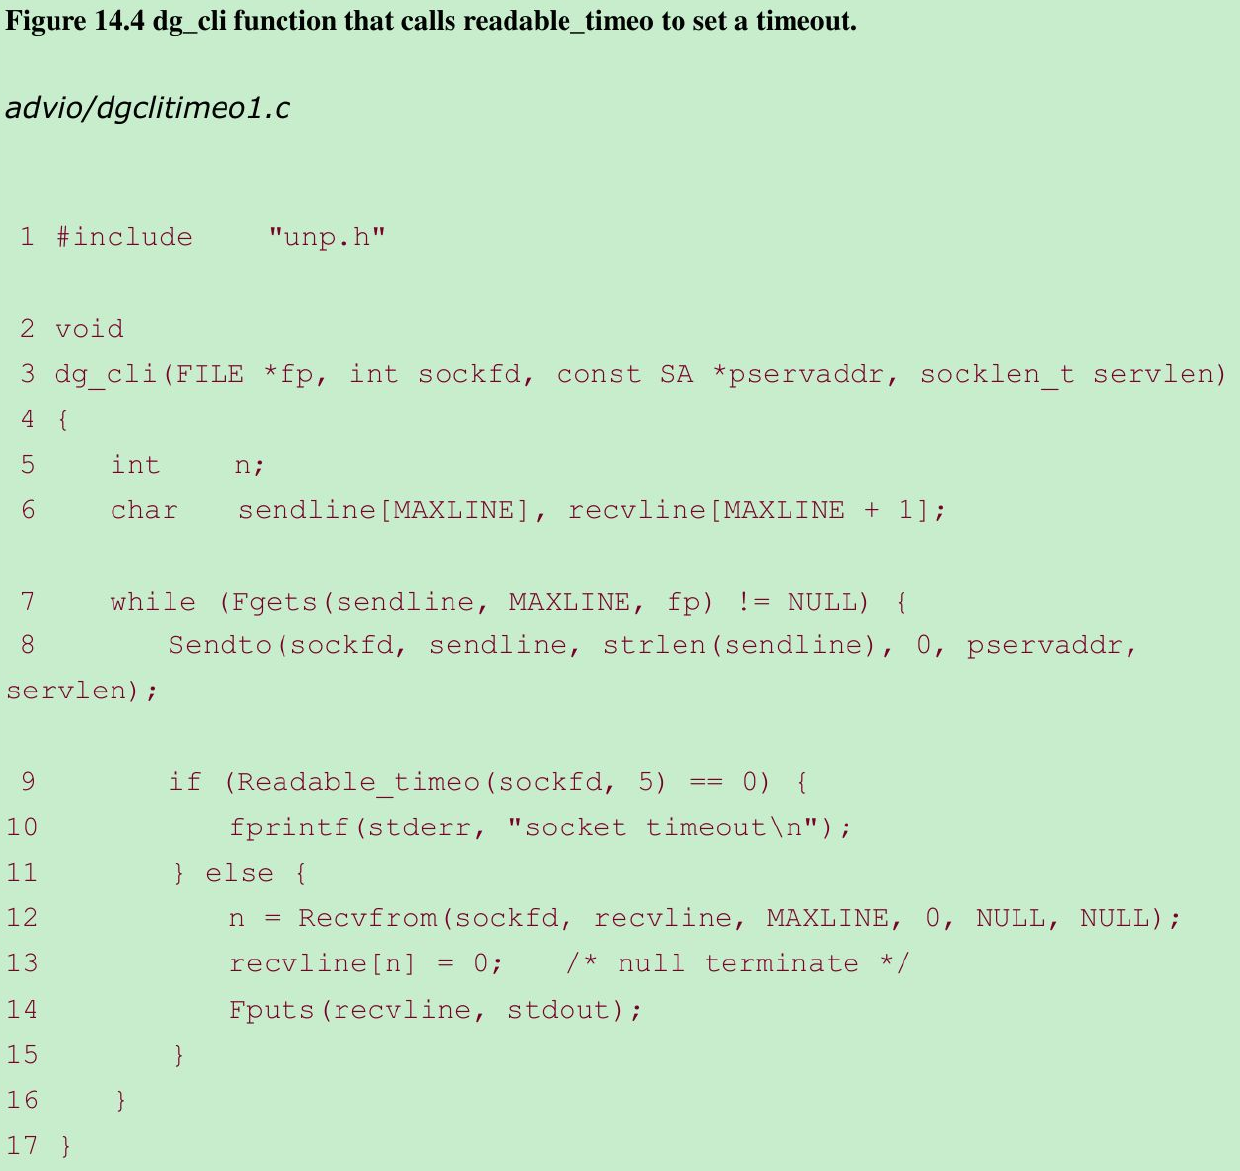 Figure 14.4 dg_cli function that calls readable_timeo to set a timeout.
advio/dgclitimeo1.c
1 #include "unp.h"
2 void
3 dg_cli(FILE *fp, int sockfd, const SA *pservaddr, socklen_t servlen)
4 {
5 int n;
6 char sendline[MAXLINE], recvline[MAXLINE + 1];
7 while (Fgets(sendline, MAXLINE, fp) != NULL) {
8 Sendto(sockfd, sendline, strlen(sendline), 0, pservaddr,
servlen);
9 if (Readable_timeo(sockfd, 5) == 0) {
10 fprintf(stderr, "socket timeout\n");
11 } else {
12 n = Recvfrom(sockfd, recvline, MAXLINE, 0, NULL, NULL);
13 recvline[n] = 0; /* null terminate */
14 Fputs(recvline, stdout);
15 }
16 }
17 }